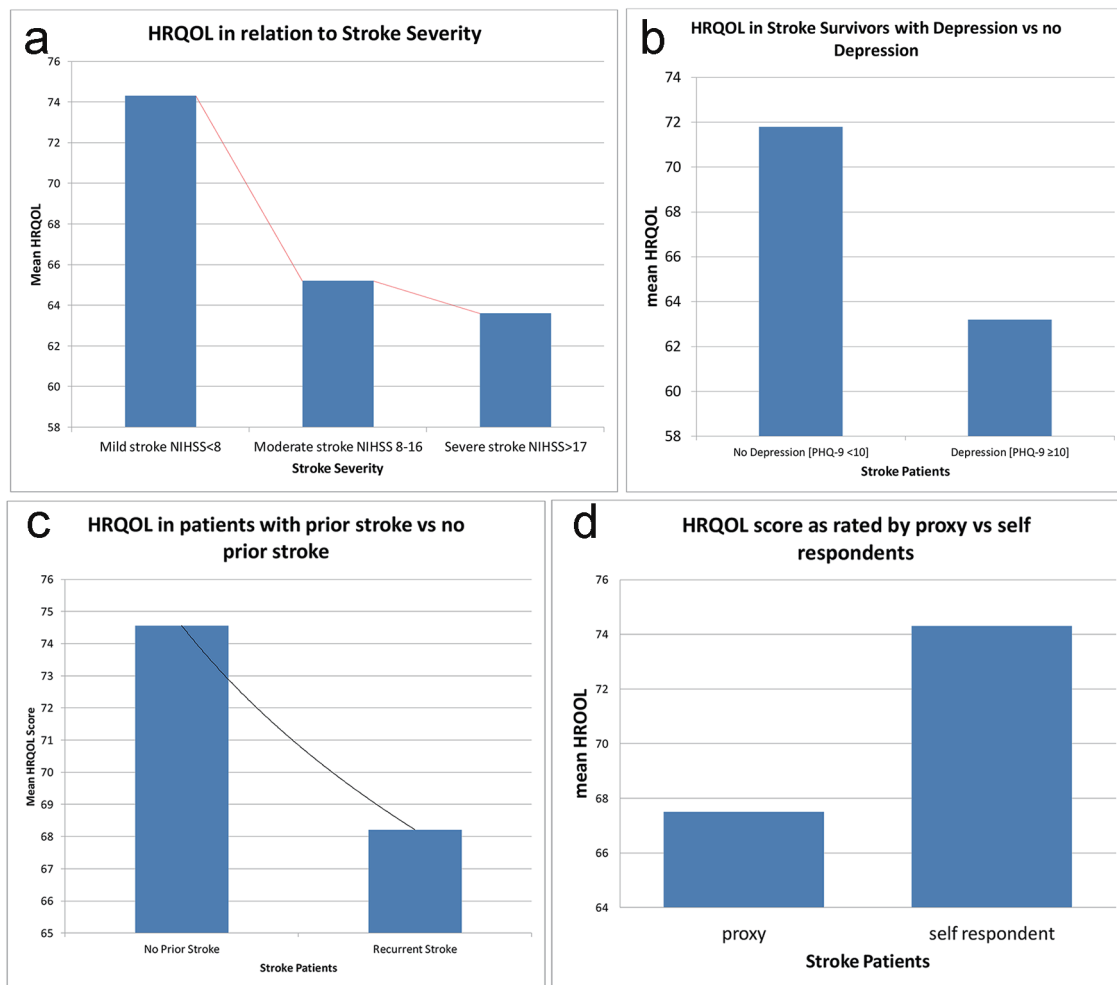 a
HRQOL in relation to Stroke Severity
76
74
72
70
68
66
64
62
60
58
Mean HRQOL
Mild stroke NIHSS<8
Moderate stroke NIHSS 8-16
Severe stroke NIHSS>17
Stroke Severity
b
HRQOL in Stroke Survivors with Depression vs no
Depression
74
72
70
68
66
64
62
60
58
mean HRQOL
No Depression [PHQ-9 <10]
Depression [PHQ-9 ≥10]
Stroke Patients
c
HRQOL in patients with prior stroke vs no
prior stroke
76
75
74
73
72
71
70
69
68
67
66
65
Mean HRQOL Score
No Prior Stroke
Recurrent Stroke
Stroke Patients
d
HRQOL score as rated by proxy vs self
respondents
76
74
72
70
68
66
64
mean HROOL
proxy
self respondent
Stroke Patients